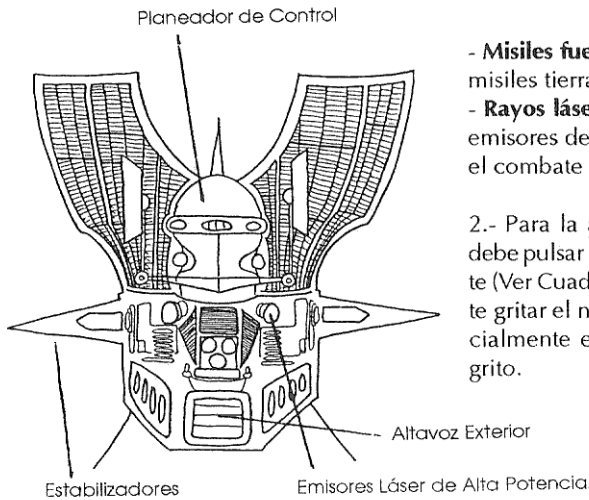 Planeador de Control
- Misiles fue
misiles tierra
- Rayos láse
emisores de
el combate
2.- Para la a
debe pulsar
te (Ver Cuad
te gritar el n
cialmente e
grito.
Altavoz Exterior
Estabilizadores
Emisores Láser de Alta Potencia